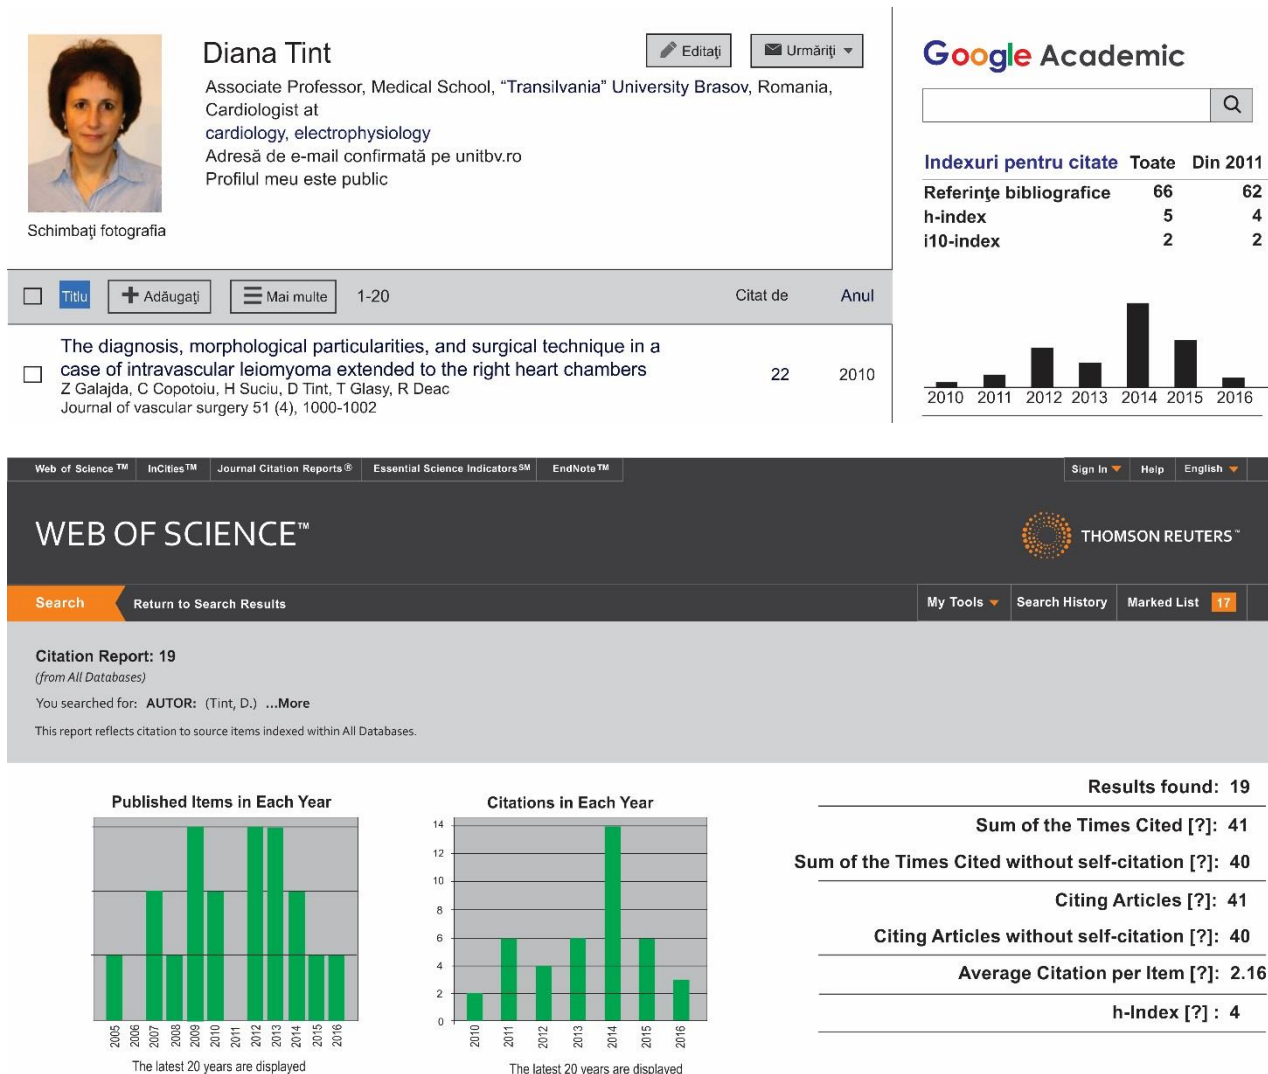 Diana Tint
Editaţi
Urmăriţi
Associate Professor, Medical School, “Transilvania” University Brasov, Romania,
Cardiologist at
cardiology, electrophysiology
Adresă de e-mail confirmată pe unitbv.ro
Profilul meu este public
Schimbaţi fotografia
Google Academic
Indexuri pentru citate Toate Din 2011
Referinţe bibliografice 66 62
h-index 5 4
i10-index 2 2
2010 2011 2012 2013 2014 2015 2016
Titlu Adăugaţi Mai multe 1-20 Citat de Anul
The diagnosis, morphological particularities, and surgical technique in a
case of intravascular leiomyoma extended to the right heart chambers 22 2010
Z Galajda, C Copotoiu, H Suciu, D Tint, T Glasy, R Deac
Journal of vascular surgery 51 (4), 1000-1002
Web of Science ™ InCities™ Journal Citation Reports® Essential Science Indicators℠ EndNote™ Sign In Help English
WEB OF SCIENCE™
THOMSON REUTERS™
Search Return to Search Results My Tools Search History Marked List 17
Citation Report: 19
(from All Databases)
You searched for: AUTOR: (Tint, D.) ...More
This report reflects citation to source items indexed within All Databases.
Published Items in Each Year
2005 2006 2007 2008 2009 2010 2011 2012 2013 2014 2015 2016
The latest 20 years are displayed
Citations in Each Year
14
12
10
8
6
4
2
0
2010 2011 2012 2013 2014 2015 2016
The latest 20 years are displayed
Results found: 19
Sum of the Times Cited [?]: 41
Sum of the Times Cited without self-citation [?]: 40
Citing Articles [?]: 41
Citing Articles without self-citation [?]: 40
Average Citation per Item [?]: 2.16
h-Index [?] : 4